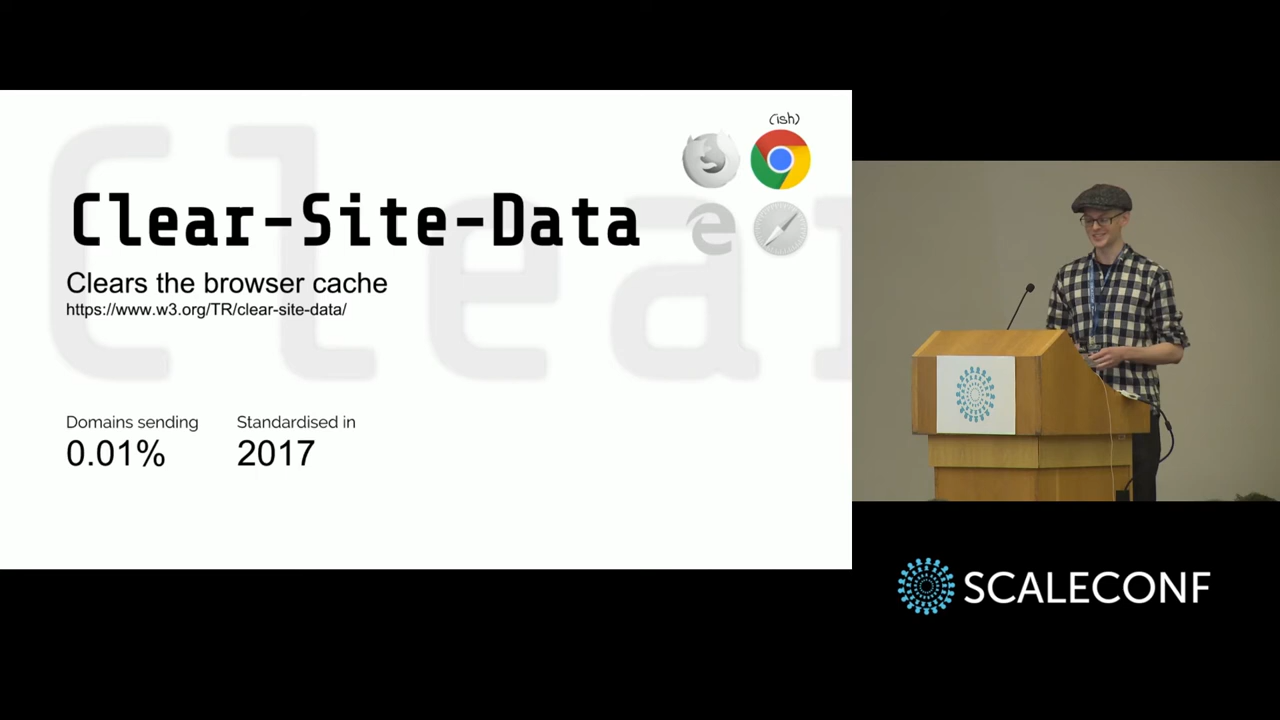 (ish)
Clear-Site-Data
Clears the browser cache
https://www.w3.org/TR/clear-site-data/
Domains sending
0.01%
Standardised in
2017
Clear
SCALECONF